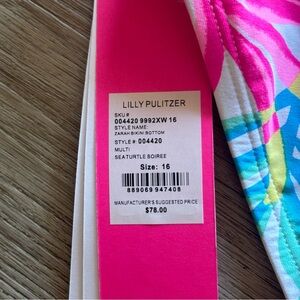 LILLY PULITZER
SKU #
004420 9992XW 16
STYLE NAME:
ZARAH BIKINI BOTTOM
STYLE #: 004420
MULTI
SEATURTLE SOIREE
Size: 16
889069 947408
MANUFACTURER'S SUGGESTED PRICE
$78.00